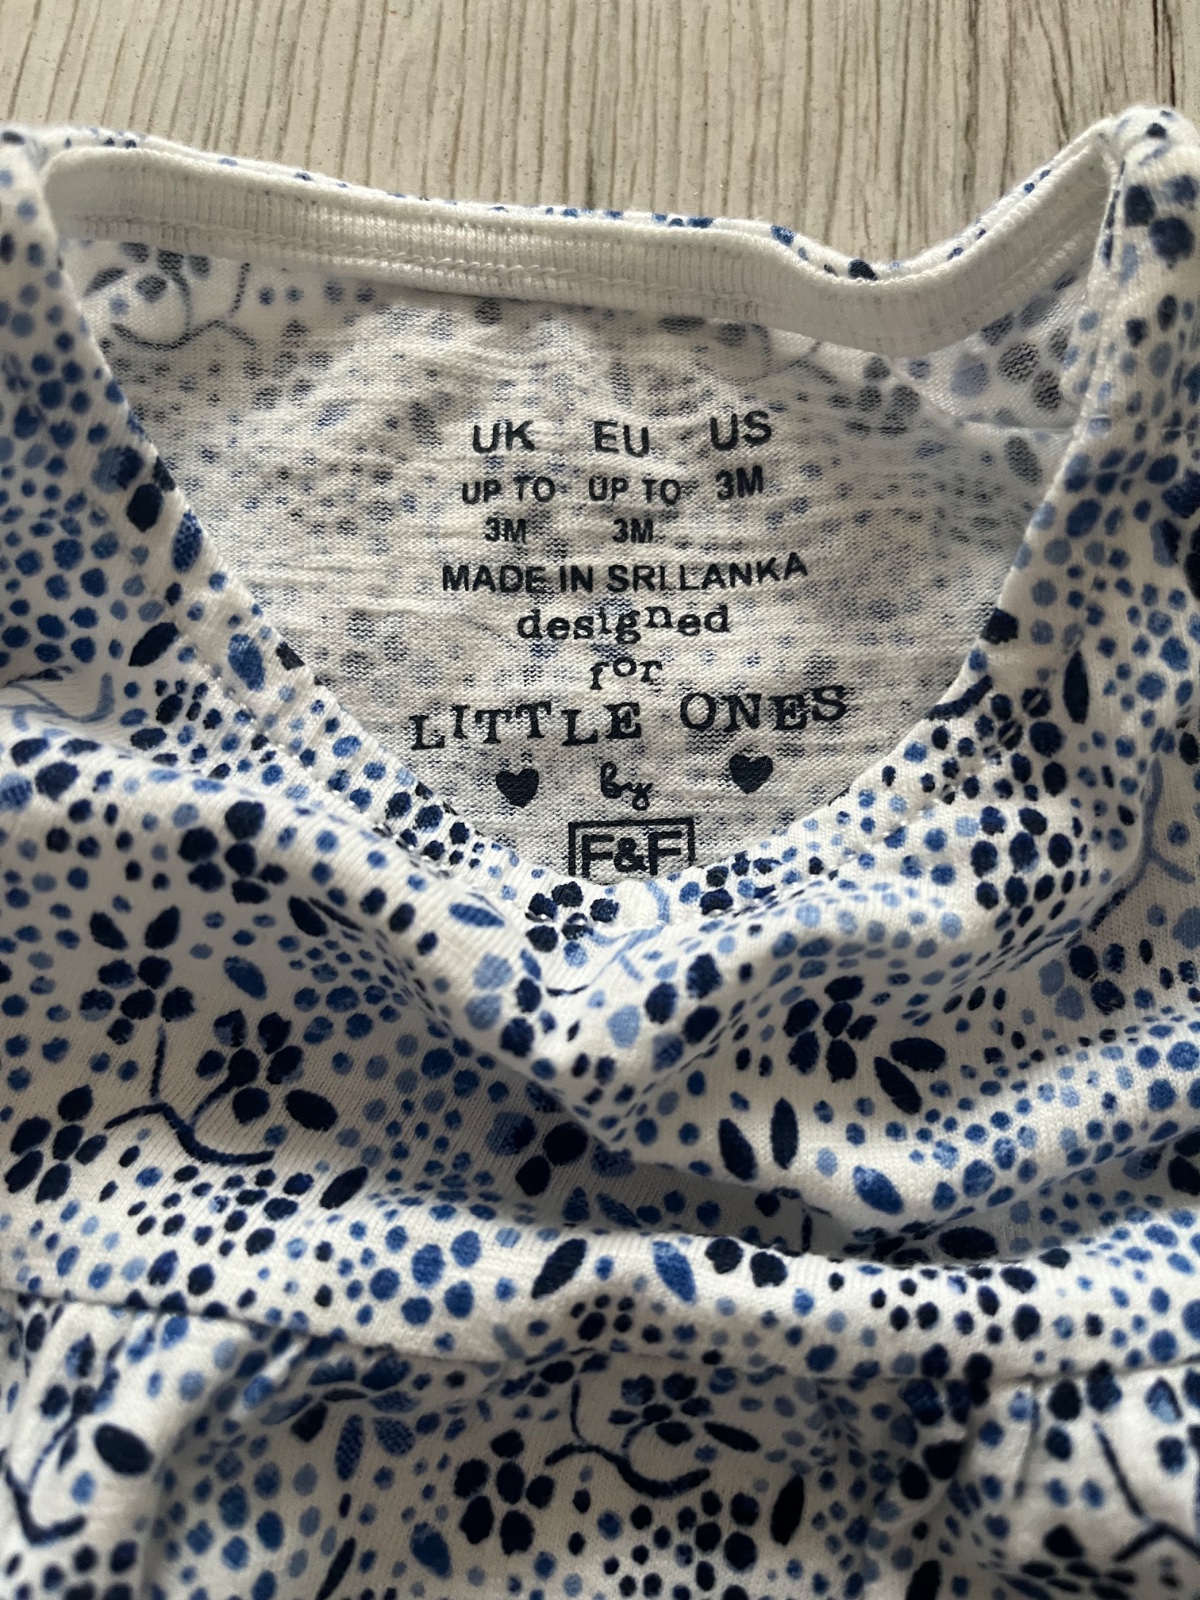 UK EU US
UP TO UP TO 3M
3M 3M
MADE IN SRI LANKA
designed
for
LITTLE ONES
by
F&F